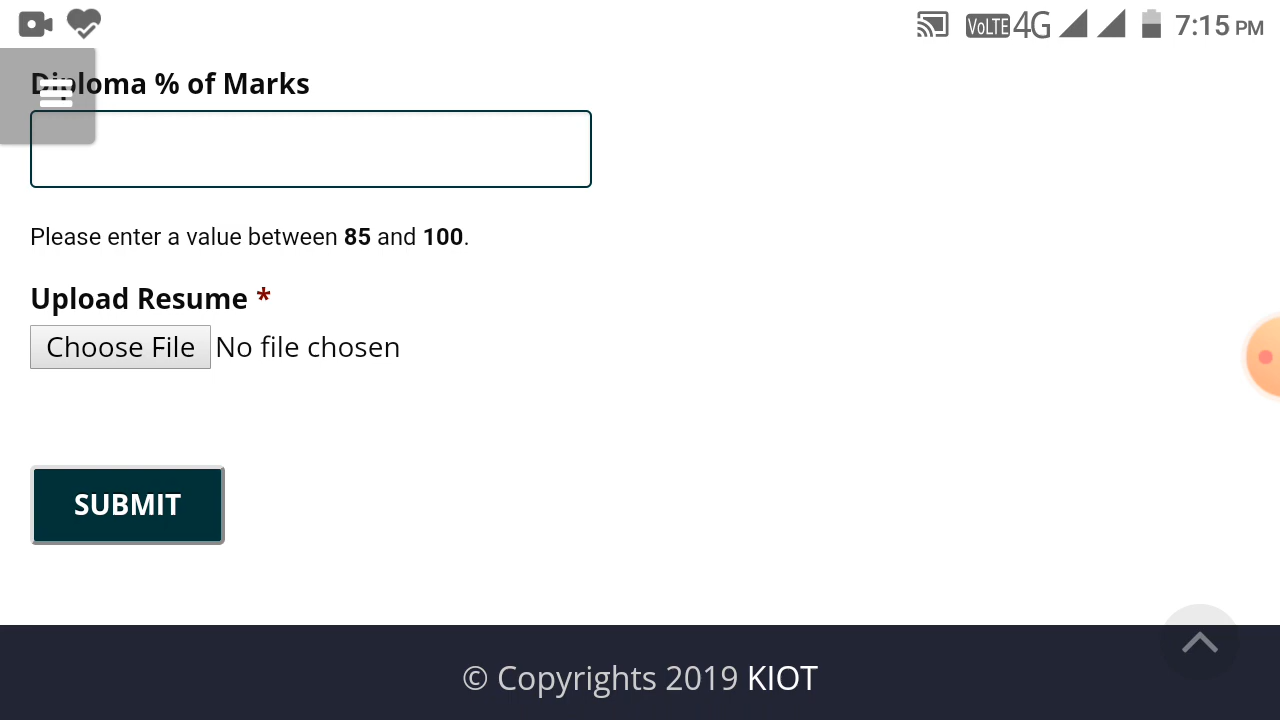 VoLTE 4G 7:15 PM
Diploma % of Marks
Please enter a value between 85 and 100.
Upload Resume *
Choose File No file chosen
SUBMIT
© Copyrights 2019 KIOT